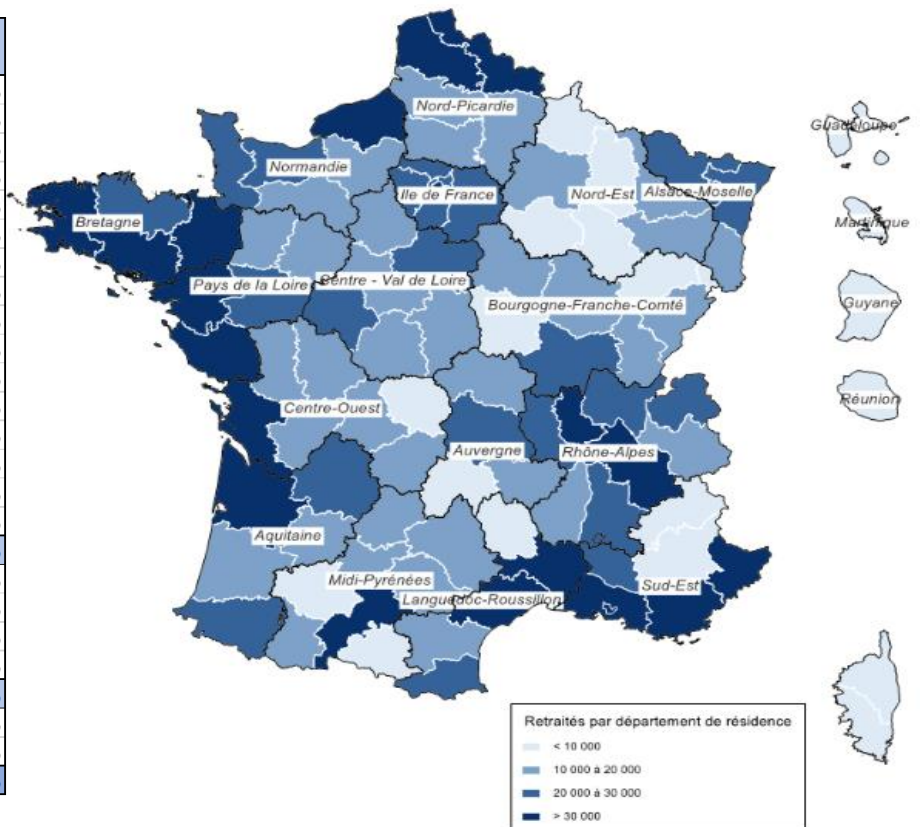 Nord-Picardie
Guadeloupe
Normandie
Ile de France
Nord-Est
Alsace-Moselle
Bretagne
Martinique
Pays de la Loire
Centre - Val de Loire
Guyane
Bourgogne-Franche-Comté
Réunion
Centre-Ouest
Auvergne
Rhône-Alpes
Aquitaine
Midi-Pyrénées
Sud-Est
Languedoc-Roussillon
Retraités par département de résidence
< 10 000
10 000 à 20 000
20 000 à 30 000
> 30 000